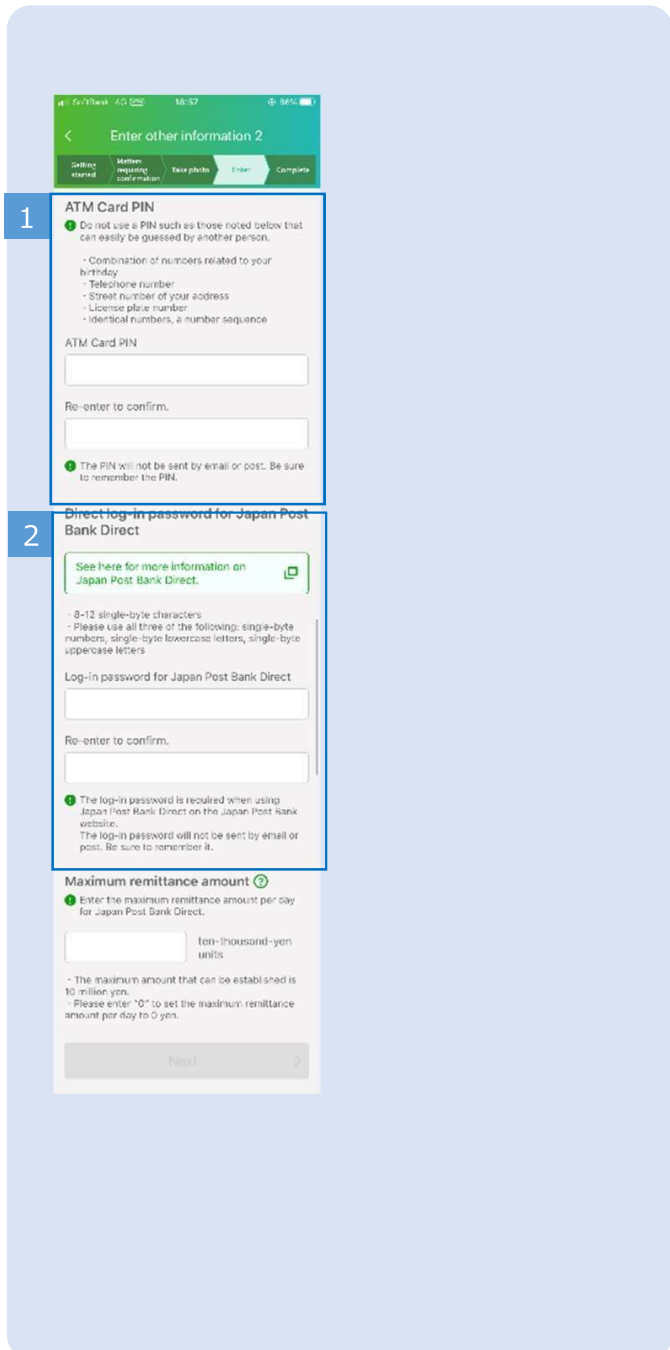 SoftBank 4G 18:57 86%
Enter other information 2
Getting started
Matters requiring confirmation
Take photo
Enter
Complete
1
ATM Card PIN
Do not use a PIN such as those noted below that
can easily be guessed by another person.
- Combination of numbers related to your
birthday
- Telephone number
- Street number of your address
- License plate number
- Identical numbers, a number sequence
ATM Card PIN
Re-enter to confirm.
The PIN will not be sent by email or post. Be sure
to remember the PIN.
2
Direct log-in password for Japan Post
Bank Direct
See here for more information on
Japan Post Bank Direct.
- 8-12 single-byte characters
- Please use all three of the following: single-byte
numbers, single-byte lowercase letters, single-byte
uppercase letters
Log-in password for Japan Post Bank Direct
Re-enter to confirm.
The log-in password is required when using
Japan Post Bank Direct on the Japan Post Bank
website.
The log-in password will not be sent by email or
post. Be sure to remember it.
Maximum remittance amount ?
Enter the maximum remittance amount per day
for Japan Post Bank Direct.
ten-thousand-yen
units
- The maximum amount that can be established is
10 million yen.
- Please enter "0" to set the maximum remittance
amount per day to 0 yen.
Next